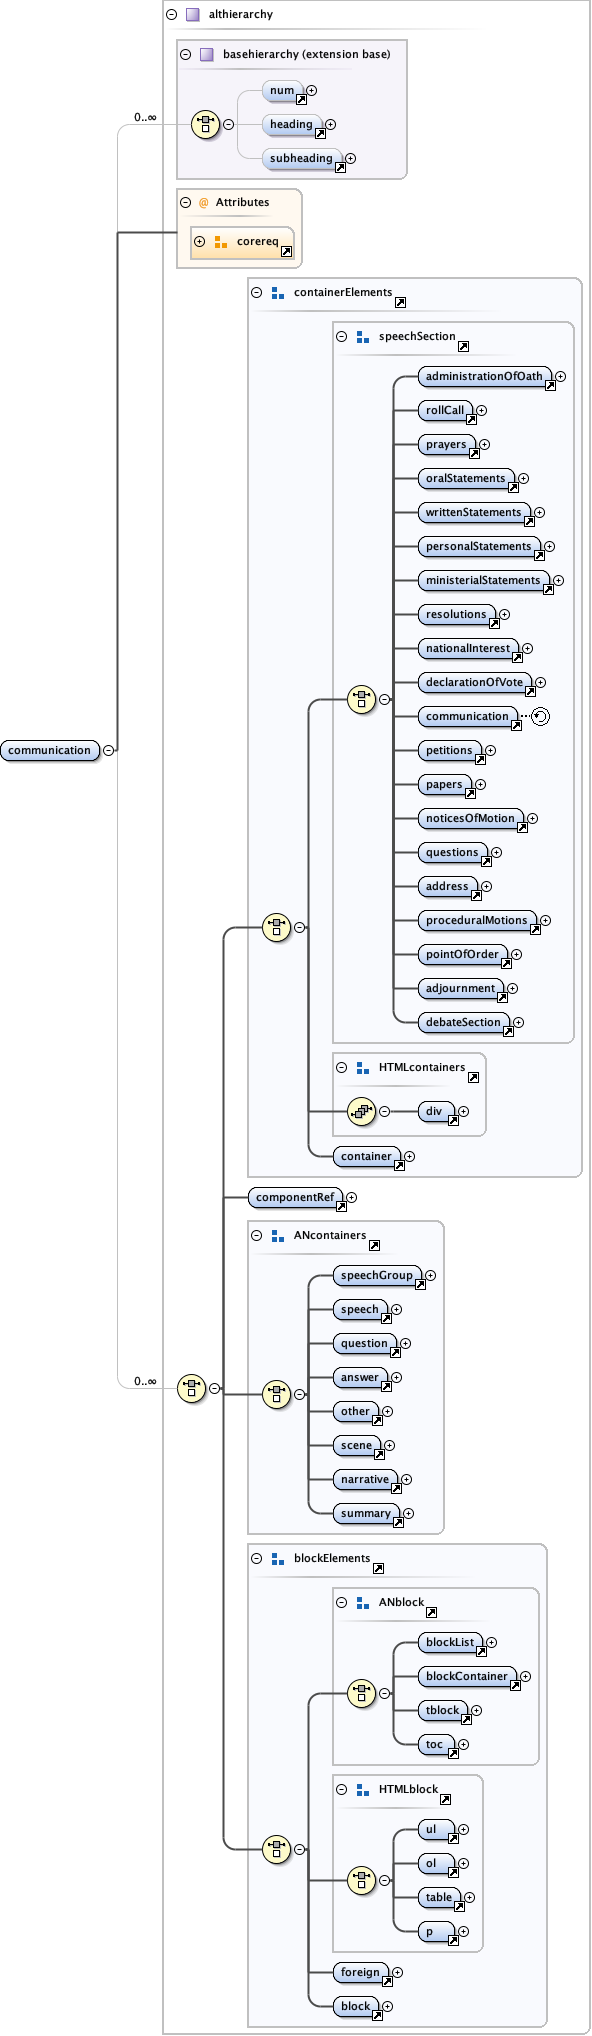 althierarchy
basehierarchy (extension base)
num
0..∞
heading
subheading
@ Attributes
corereq
containerElements
speechSection
administrationOfOath
rollCall
prayers
oralStatements
writtenStatements
personalStatements
ministerialStatements
resolutions
nationalInterest
declarationOfVote
communication
communication
petitions
papers
noticesOfMotion
questions
address
proceduralMotions
pointOfOrder
adjournment
debateSection
HTMLcontainers
div
container
componentRef
ANcontainers
speechGroup
speech
question
0..∞
answer
other
scene
narrative
summary
blockElements
ANblock
blockList
blockContainer
tblock
toc
HTMLblock
ul
ol
table
p
foreign
block